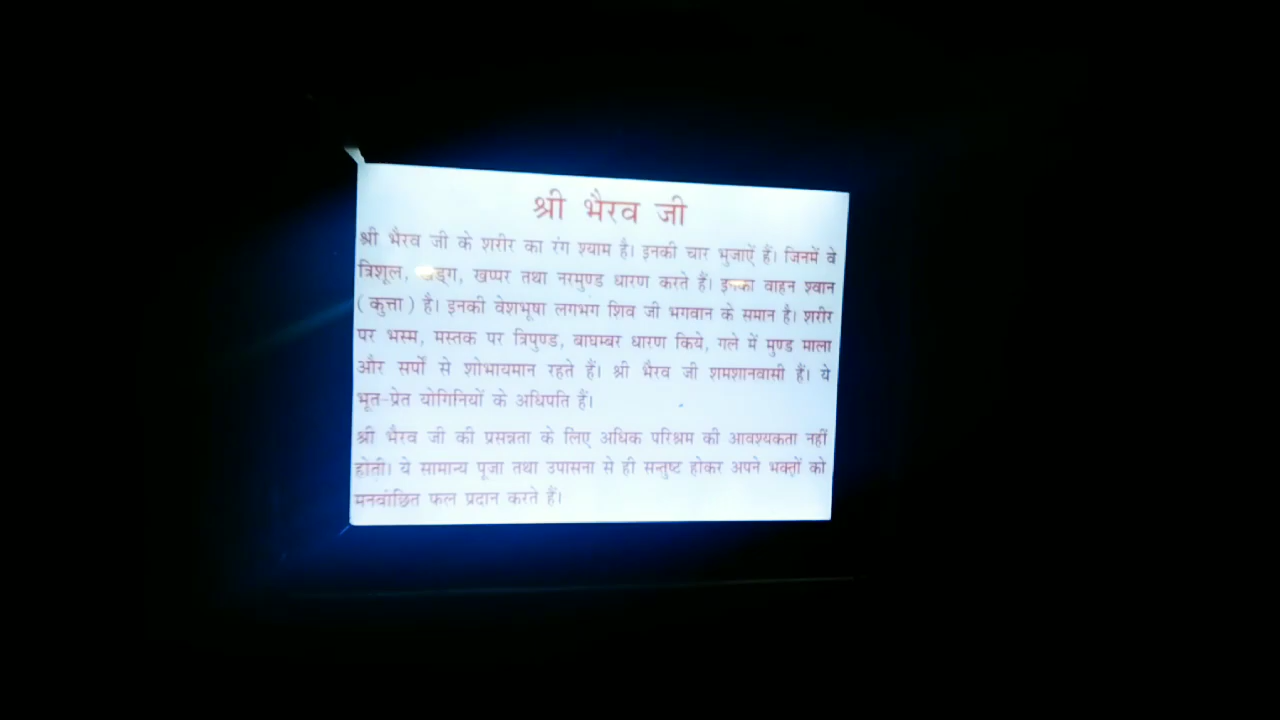 श्री भैरव जी
श्री भैरव जी के शरीर का रंग श्याम है। इनकी चार भुजाऐं हैं। जिनमें वे
त्रिशूल, खड्ग, खप्पर तथा नरमुण्ड धारण करते हैं। इनका वाहन श्वान
(कुत्ता) है। इनकी वेशभूषा लगभग शिव जी भगवान के समान है। शरीर
पर भस्म, मस्तक पर त्रिपुण्ड, बाघम्बर धारण किये, गले में मुण्ड माला
और सर्पों से शोभायमान रहते हैं। श्री भैरव जी शमशानवासी हैं। ये
भूत-प्रेत योगिनियों के अधिपति हैं।
श्री भैरव जी की प्रसन्नता के लिए अधिक परिश्रम की आवश्यकता नहीं
होती। ये सामान्य पूजा तथा उपासना से ही सन्तुष्ट होकर अपने भक्तों को
मनवांछित फल प्रदान करते हैं।